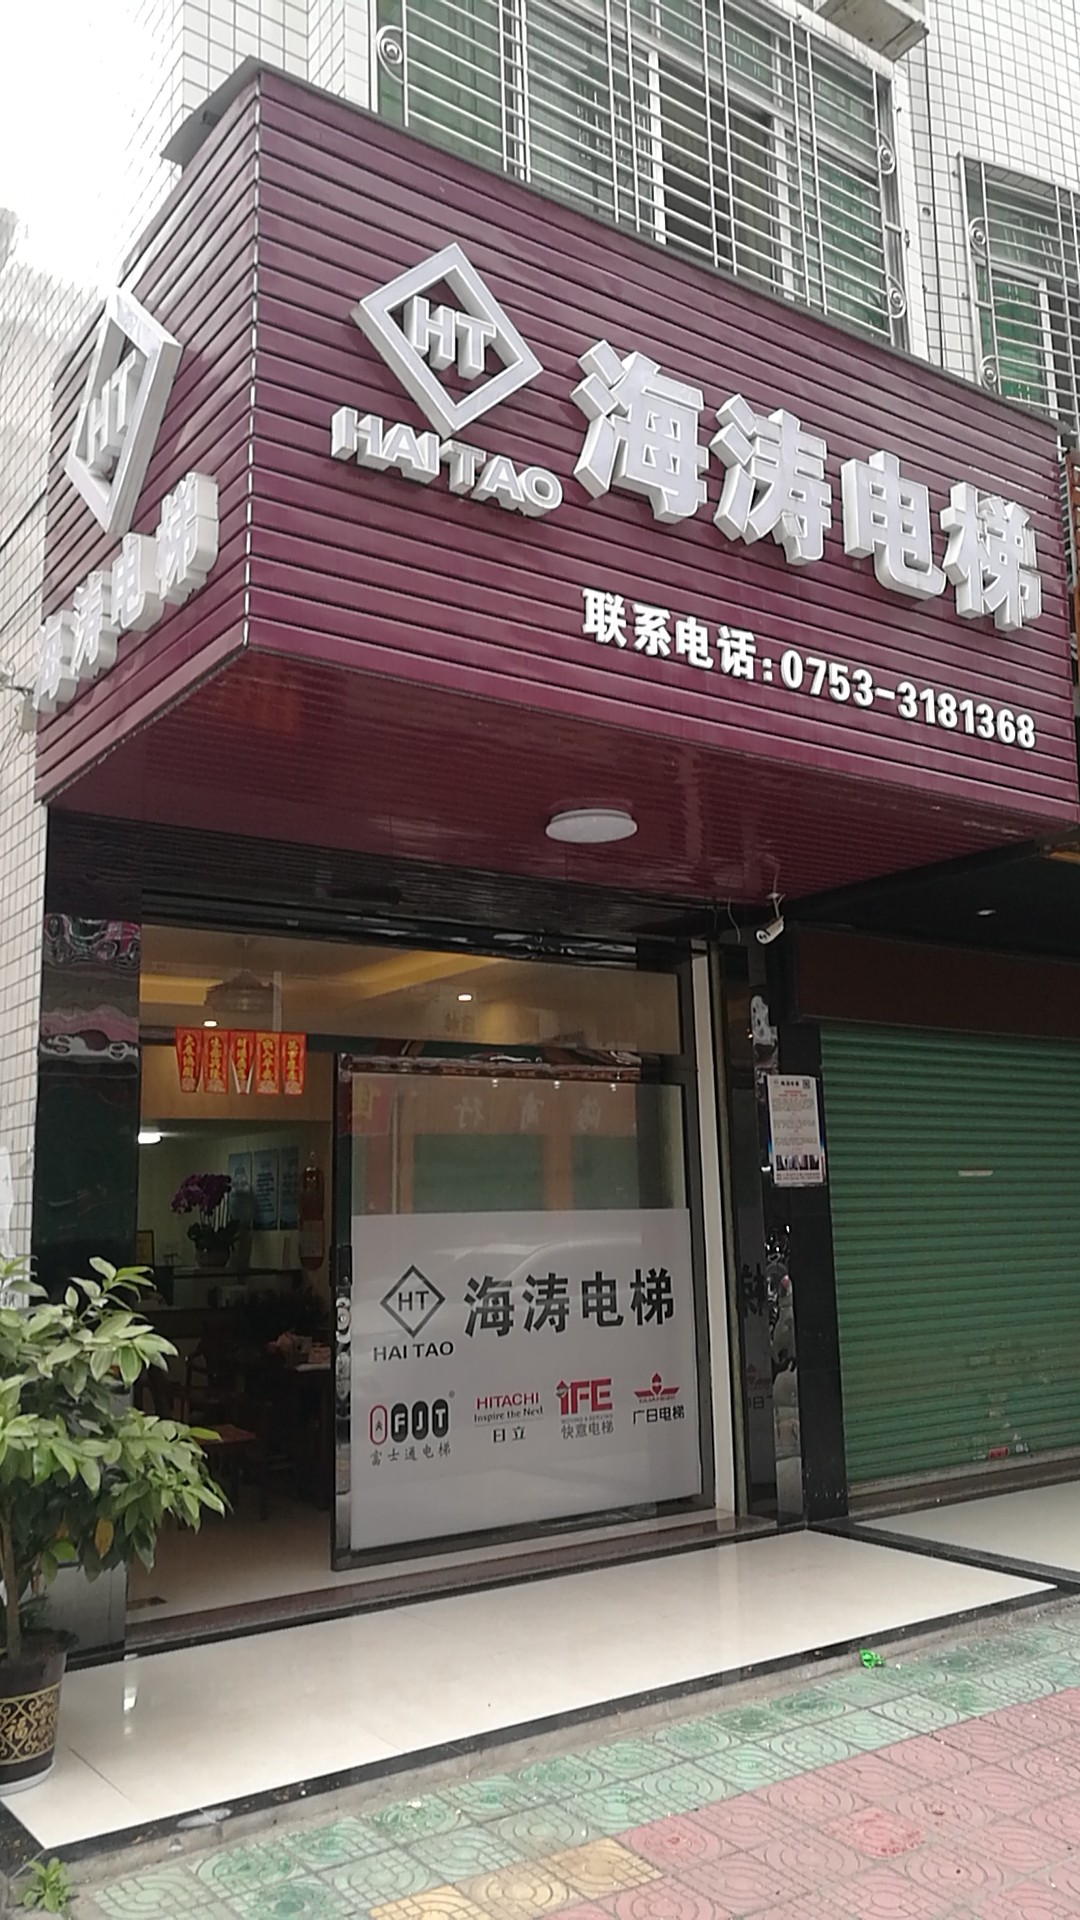 HT
HAI TAO
海涛电梯
联系电话:0753-3181368
HT
海涛电梯
HT
HAI TAO
海涛电梯
FJT
富士通电梯
HITACHI
Inspire the Next
日立
IFE
快意电梯
广日电梯
福